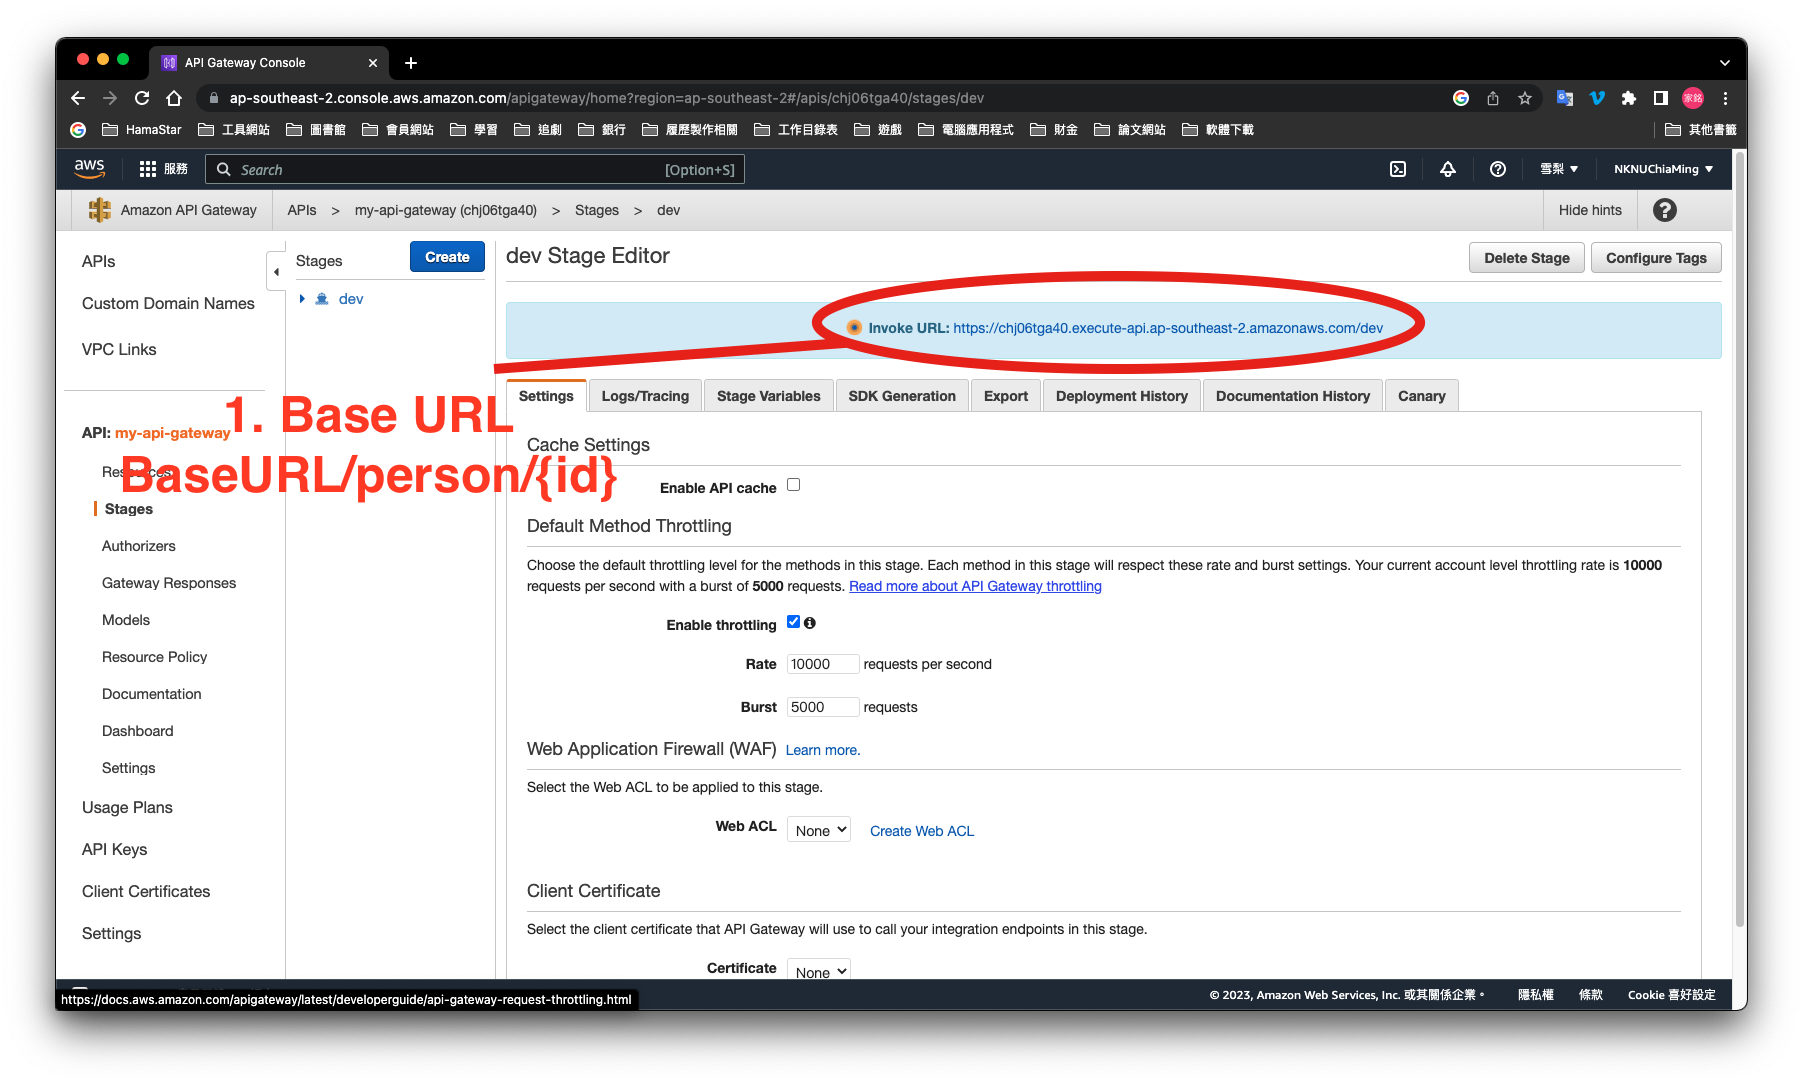 API Gateway Console
ap-southeast-2.console.aws.amazon.com/apigateway/home?region=ap-southeast-2#/apis/chj06tga40/stages/dev
家銘
HamaStar 工具網站 圖書館 會員網站 學習 追劇 銀行 履歷製作相關 工作目錄表 遊戲 電腦應用程式 財金 論文網站 軟體下載 其他書籤
aws 服務 Search [Option+S] 雪梨 NKNUChiaMing
Amazon API Gateway APIs > my-api-gateway (chj06tga40) > Stages > dev Hide hints
APIs
Custom Domain Names
VPC Links
API: my-api-gateway
Resources
Stages
Authorizers
Gateway Responses
Models
Resource Policy
Documentation
Dashboard
Settings
Usage Plans
API Keys
Client Certificates
Settings
Stages Create
dev
dev Stage Editor Delete Stage Configure Tags
Invoke URL: https://chj06tga40.execute-api.ap-southeast-2.amazonaws.com/dev
1. Base URL
BaseURL/person/{id}
Settings Logs/Tracing Stage Variables SDK Generation Export Deployment History Documentation History Canary
Cache Settings
Enable API cache
Default Method Throttling
Choose the default throttling level for the methods in this stage. Each method in this stage will respect these rate and burst settings. Your current account level throttling rate is 10000
requests per second with a burst of 5000 requests. Read more about API Gateway throttling
Enable throttling
Rate 10000 requests per second
Burst 5000 requests
Web Application Firewall (WAF) Learn more.
Select the Web ACL to be applied to this stage.
Web ACL None Create Web ACL
Client Certificate
Select the client certificate that API Gateway will use to call your integration endpoints in this stage.
Certificate None
https://docs.aws.amazon.com/apigateway/latest/developerguide/api-gateway-request-throttling.html
© 2023, Amazon Web Services, Inc. 或其關係企業。 隱私權 條款 Cookie 喜好設定